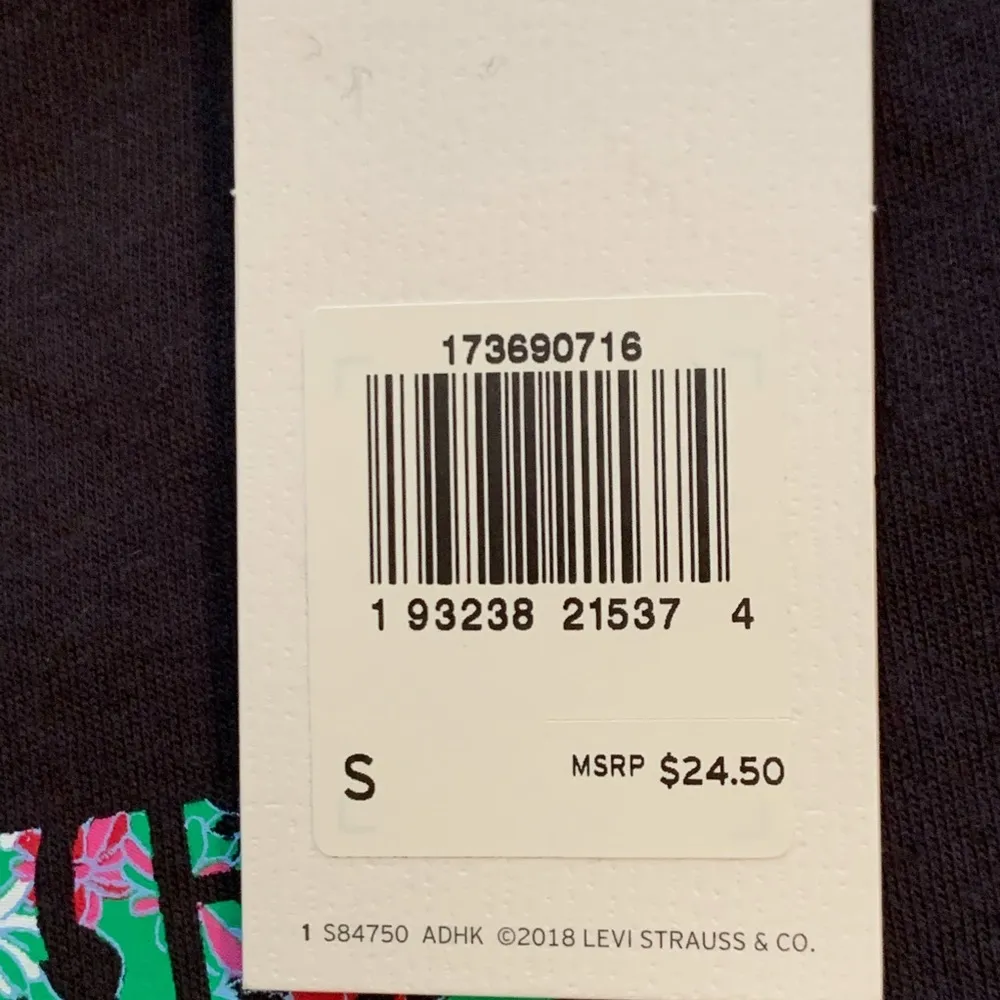 173690716
1 93238 21537 4
S MSRP $24.50
1 S84750 ADHK ©2018 LEVI STRAUSS & CO.